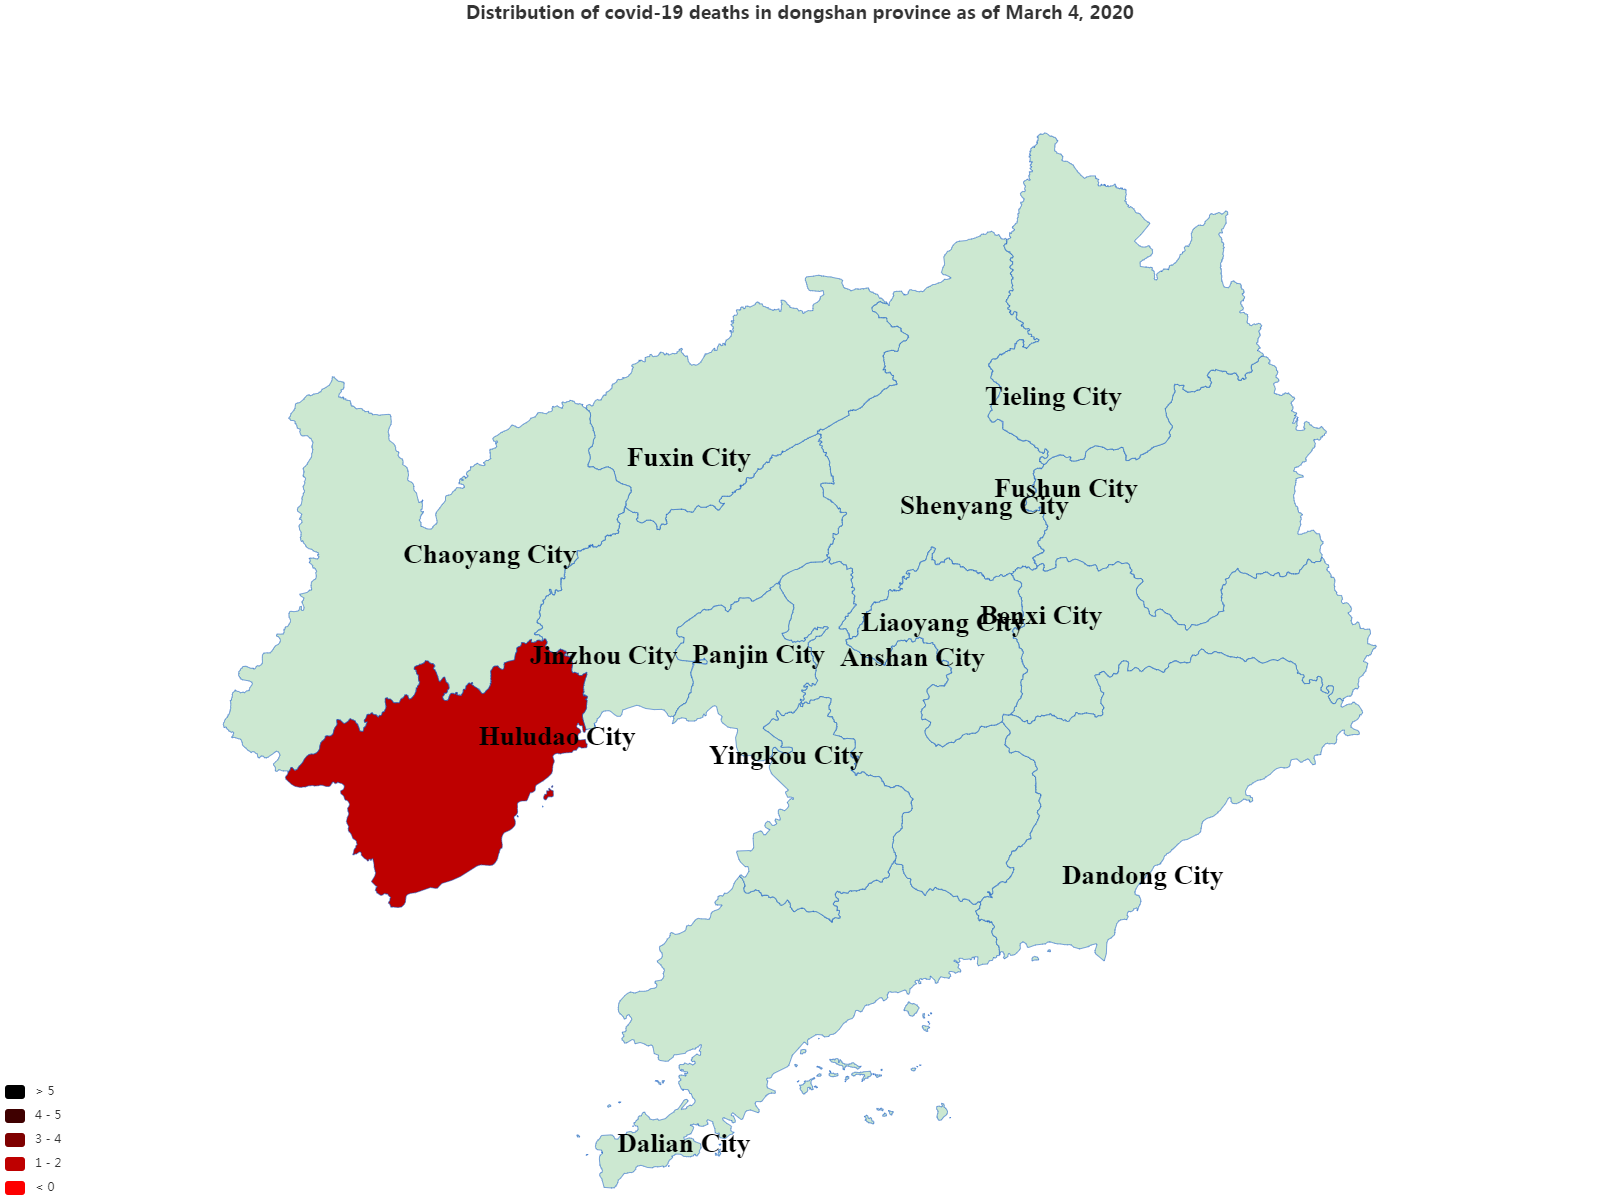 Distribution of covid-19 deaths in dongshan province as of March 4, 2020
Tieling City
Fuxin City
Fushun City
Shenyang City
Chaoyang City
Benxi City
Liaoyang City
Jinzhou City
Panjin City
Anshan City
Huludao City
Yingkou City
Dandong City
Dalian City
> 5
4 - 5
3 - 4
1 - 2
< 0